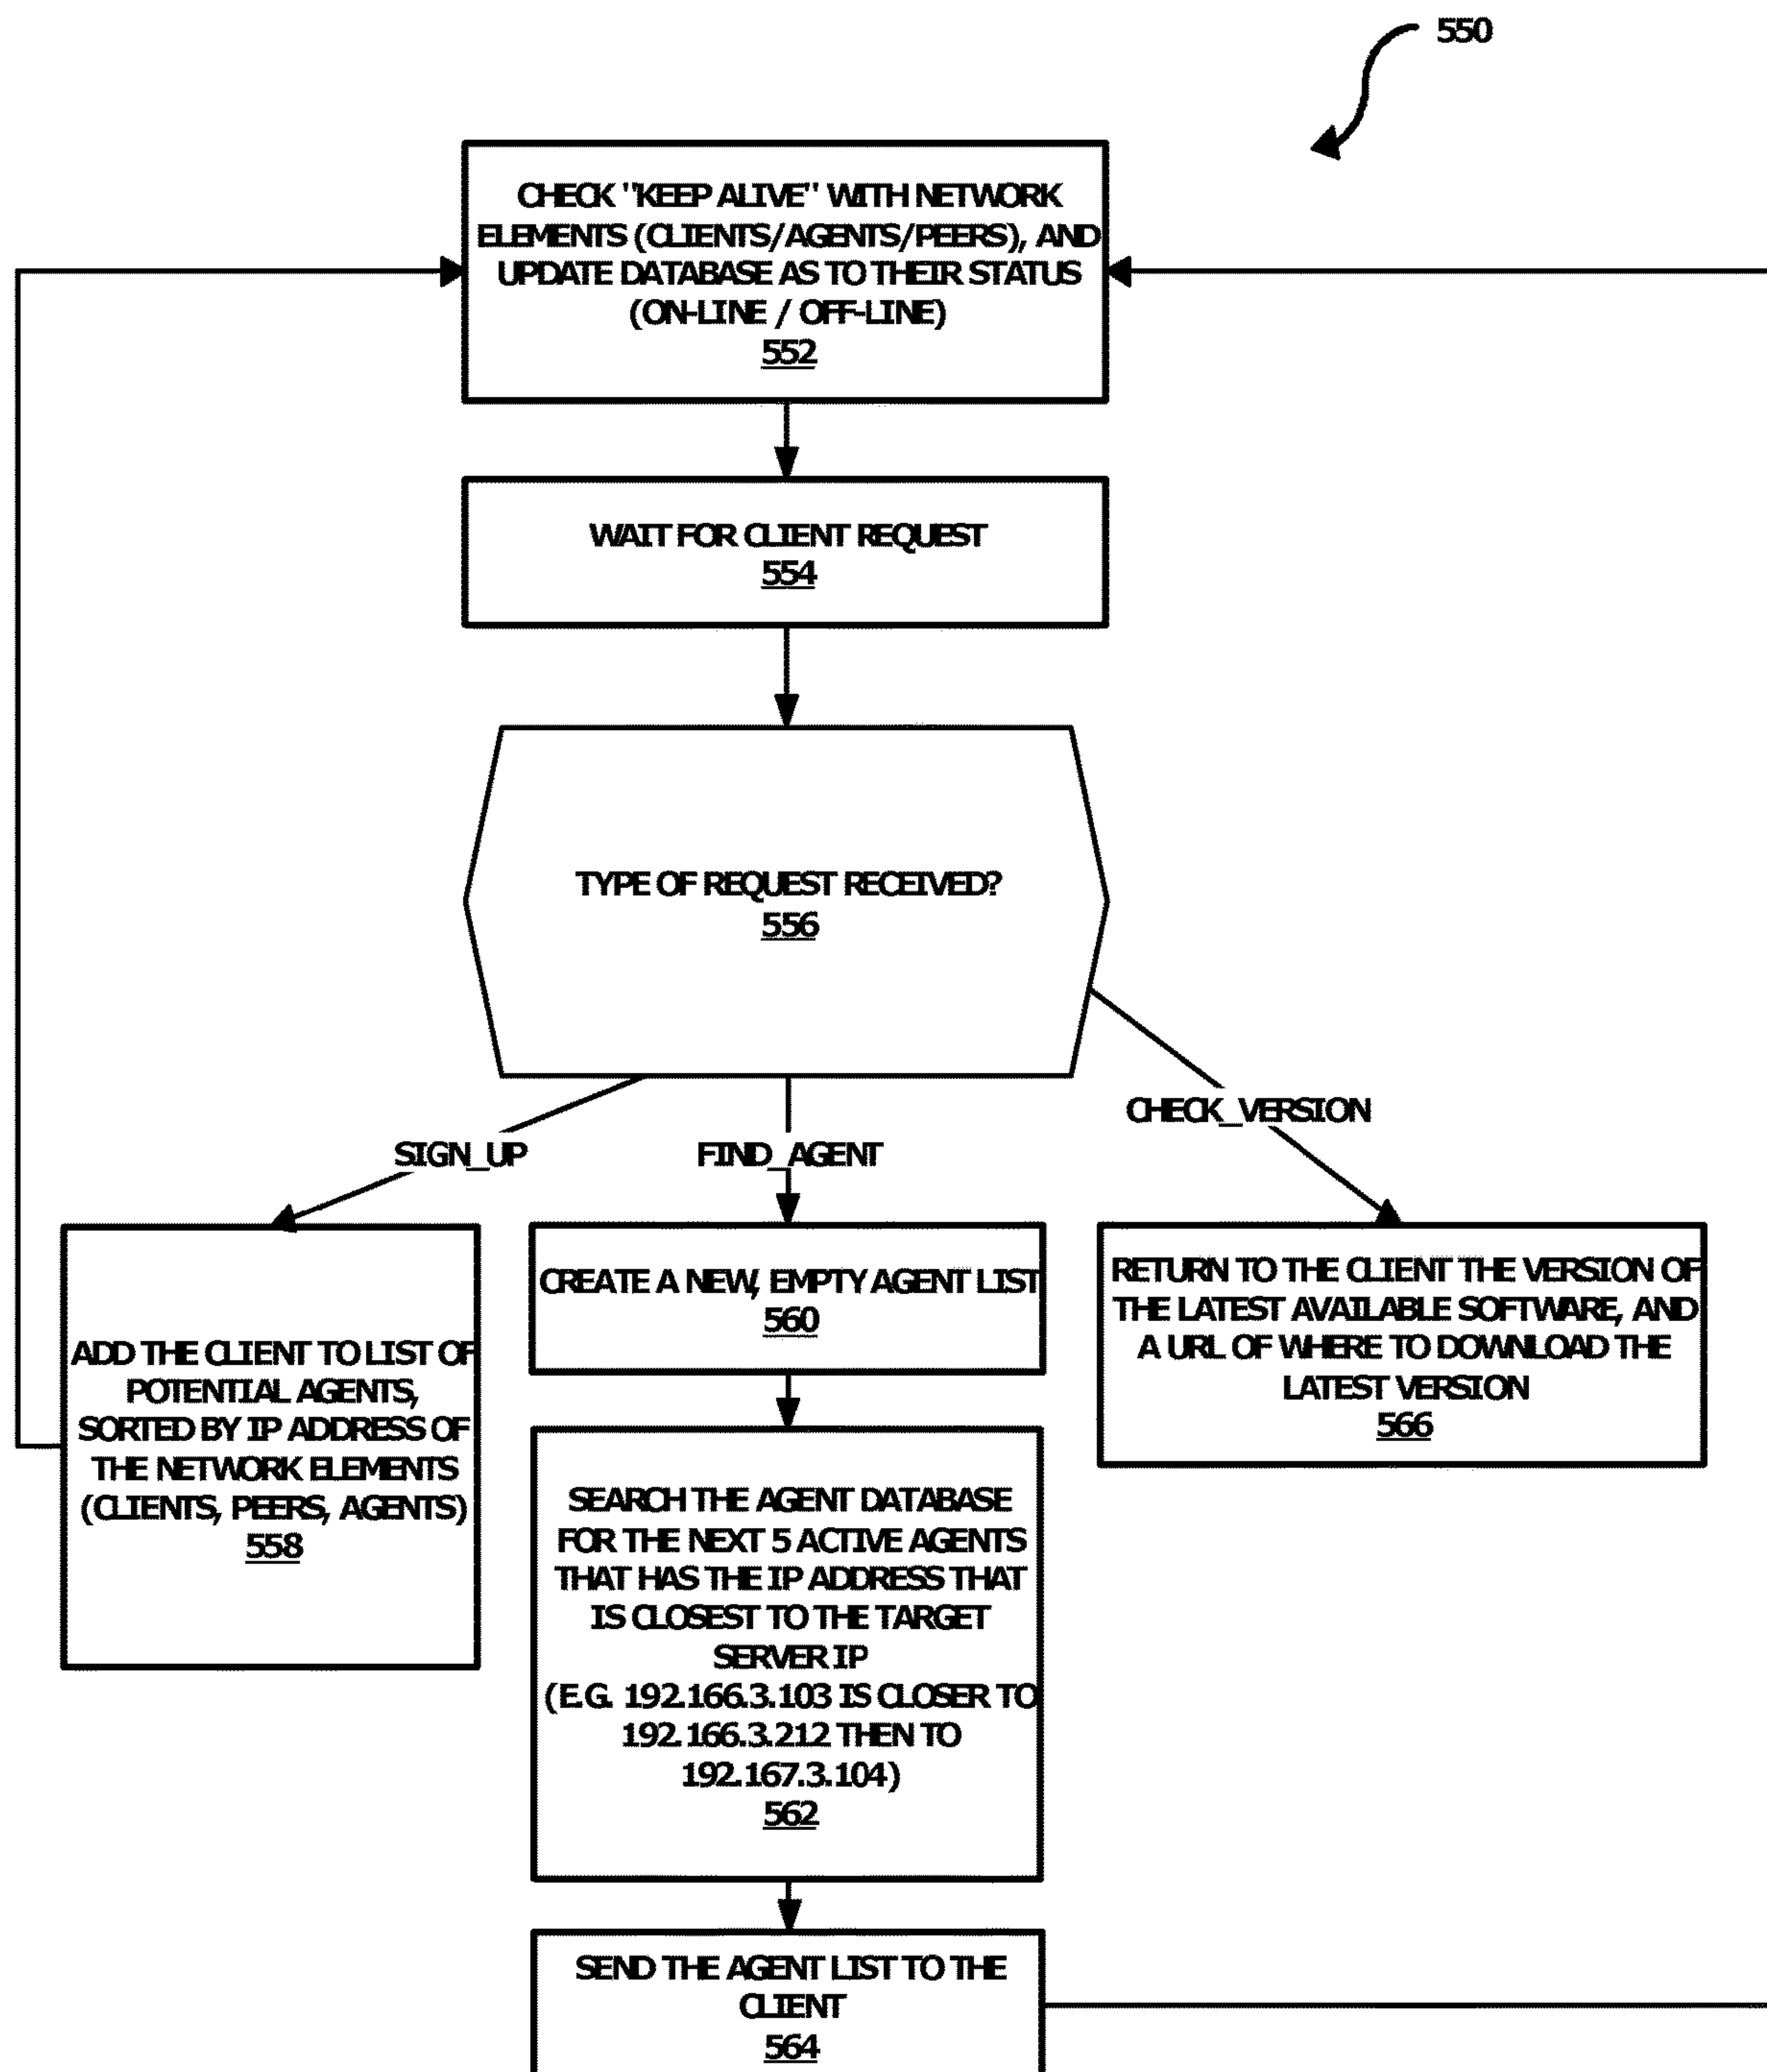 550
CHECK "KEEP ALIVE" WITH NETWORK
ELEMENTS (CLIENTS/AGENTS/PEERS), AND
UPDATE DATABASE AS TO THEIR STATUS
(ON-LINE / OFF-LINE)
552
WAIT FOR CLIENT REQUEST
554
TYPE OF REQUEST RECEIVED?
556
SIGN_UP
FIND_AGENT
CHECK_VERSION
ADD THE CLIENT TO LIST OF
POTENTIAL AGENTS,
SORTED BY IP ADDRESS OF
THE NETWORK ELEMENTS
(CLIENTS, PEERS, AGENTS)
558
CREATE A NEW, EMPTY AGENT LIST
560
SEARCH THE AGENT DATABASE
FOR THE NEXT 5 ACTIVE AGENTS
THAT HAS THE IP ADDRESS THAT
IS CLOSEST TO THE TARGET
SERVER IP
(E.G. 192.166.3.103 IS CLOSER TO
192.166.3.212 THEN TO
192.167.3.104)
562
SEND THE AGENT LIST TO THE
CLIENT
564
RETURN TO THE CLIENT THE VERSION OF
THE LATEST AVAILABLE SOFTWARE, AND
A URL OF WHERE TO DOWNLOAD THE
LATEST VERSION
566